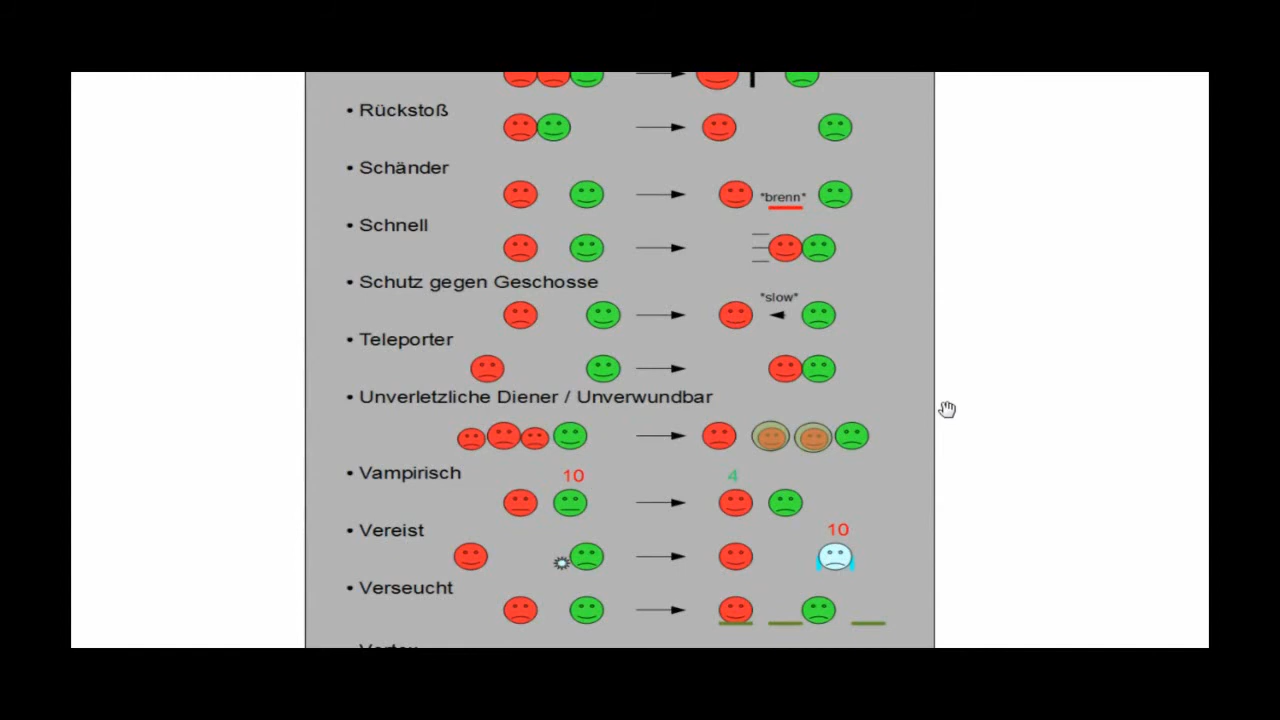 • Rückstoß
• Schänder
*brenn*
• Schnell
• Schutz gegen Geschosse
*slow*
• Teleporter
• Unverletzliche Diener / Unverwundbar
• Vampirisch
10
4
• Vereist
10
• Verseucht